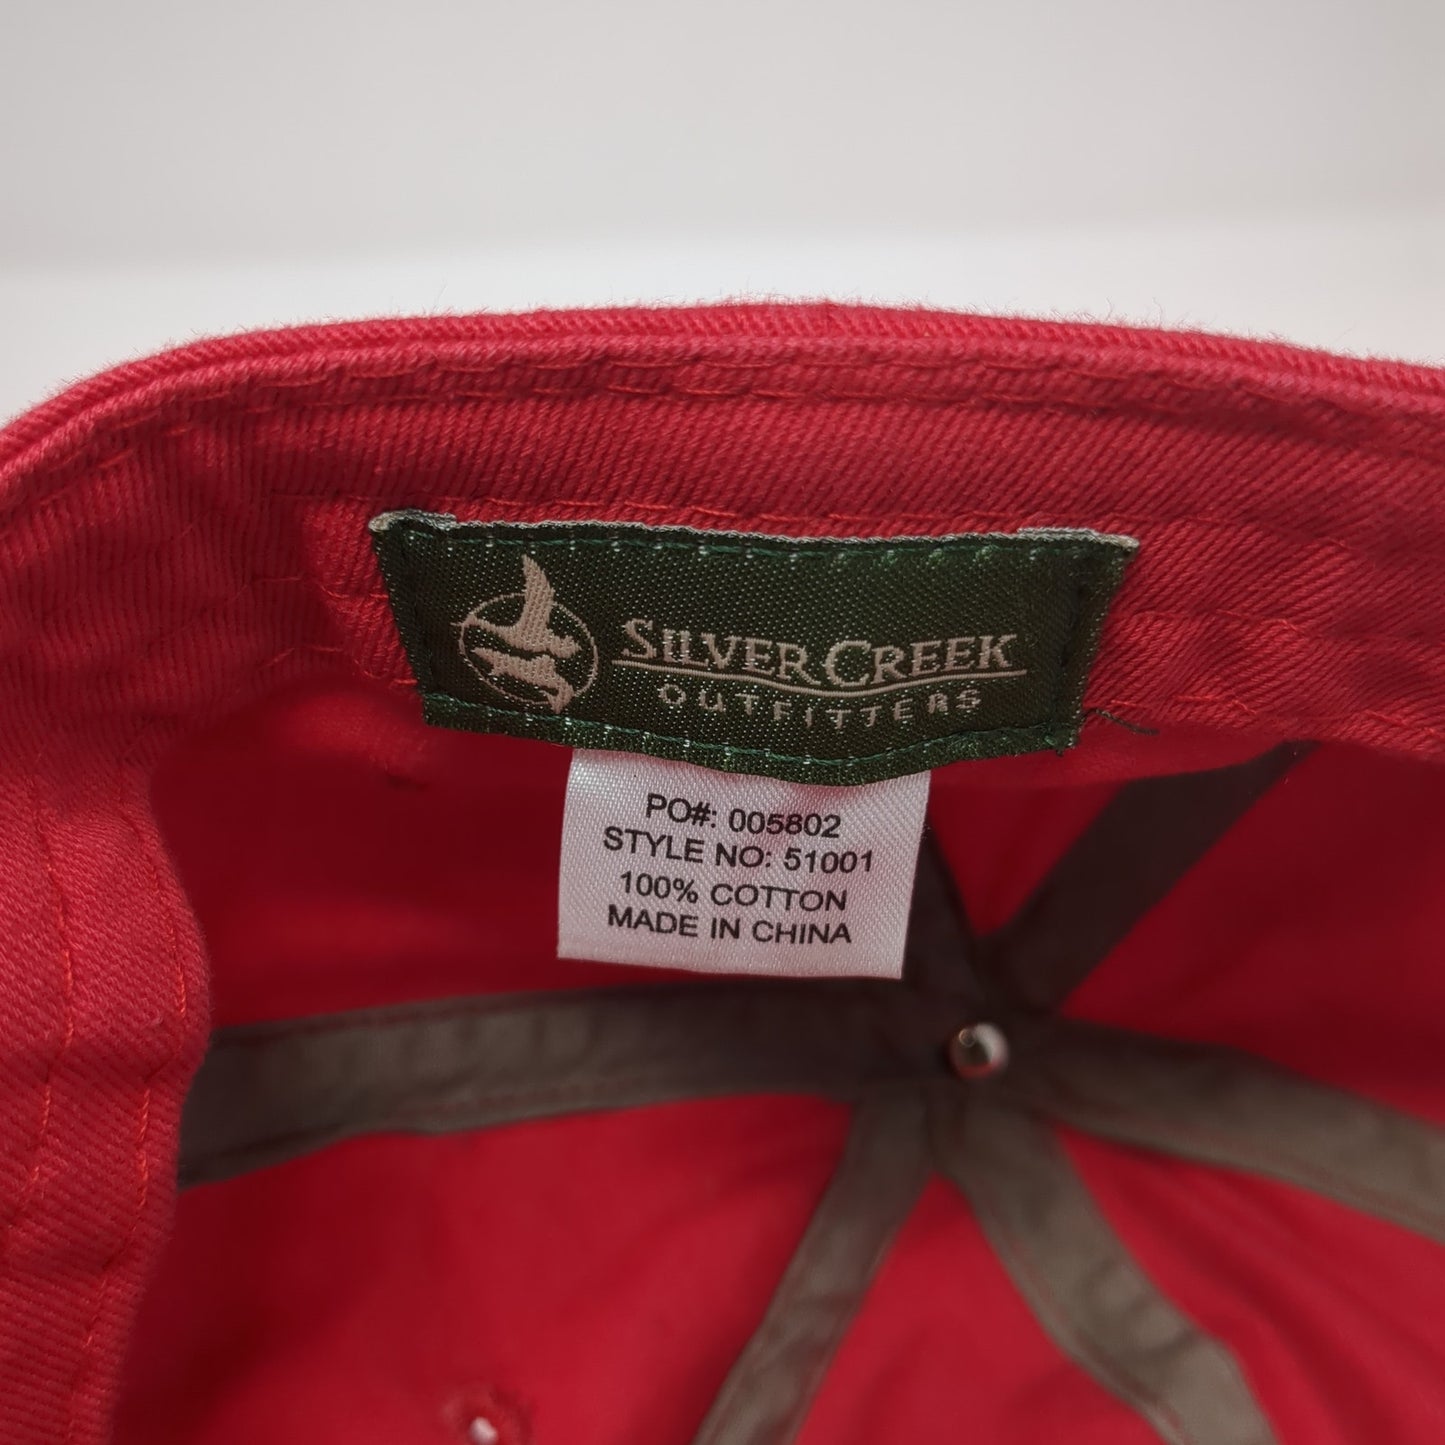 SILVER CREEK
OUTFITTERS
PO#: 005802
STYLE NO: 51001
100% COTTON
MADE IN CHINA